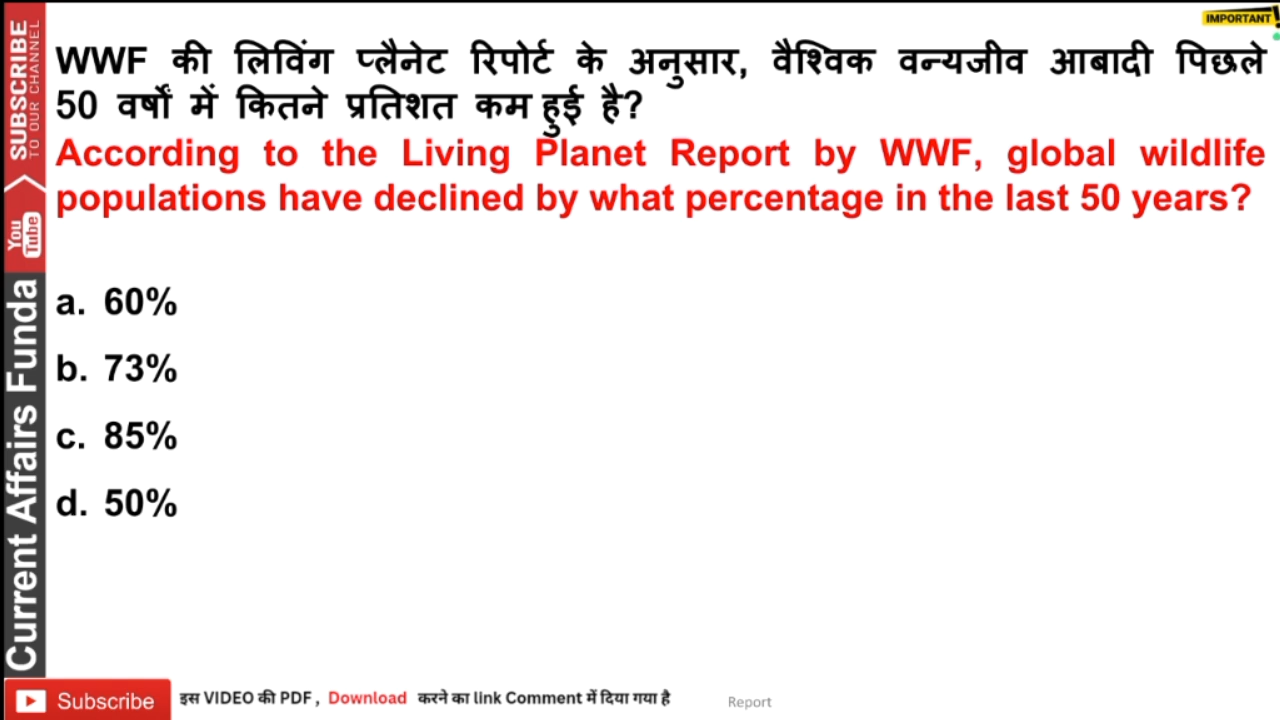 IMPORTANT
WWF की लिविंग प्लैनेट रिपोर्ट के अनुसार, वैश्विक वन्यजीव आबादी पिछले
50 वर्षों में कितने प्रतिशत कम हुई है?
According to the Living Planet Report by WWF, global wildlife
populations have declined by what percentage in the last 50 years?
a. 60%
b. 73%
c. 85%
d. 50%
SUBSCRIBE
TO OUR CHANNEL
You
Tube
Current Affairs Funda
Subscribe
इस VIDEO की PDF , Download करने का link Comment में दिया गया है
Report